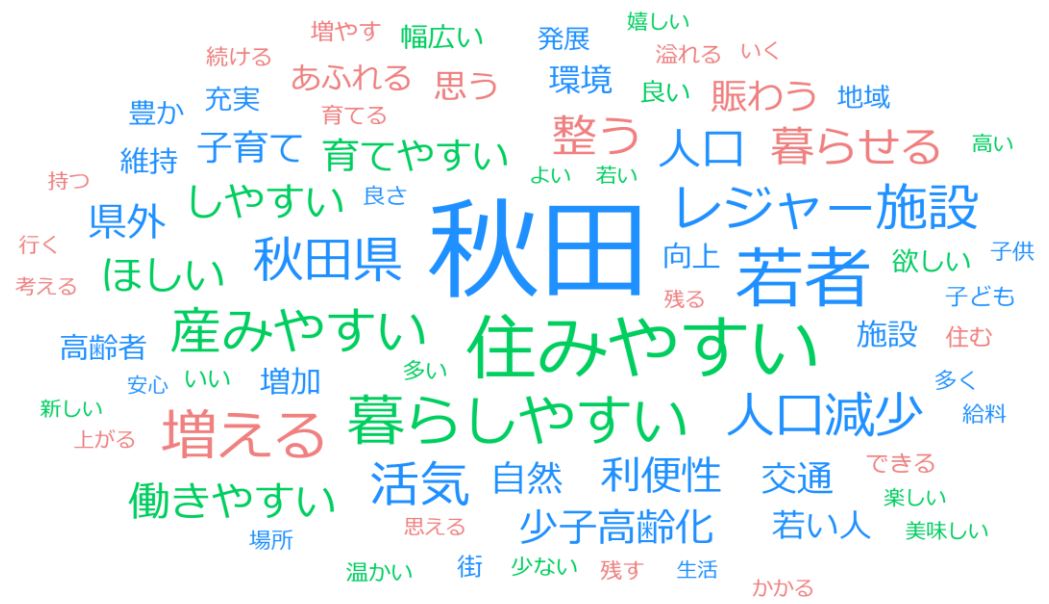 嬉しい
増やす 幅広い 発展
続ける 溢れる いく
あふれる 思う 環境
豊か 充実 良い 賑わう 地域
育てる
維持 子育て 育てやすい 整う 人口 暮らせる 高い
持つ よい 若い
しやすい 良さ レジャー施設
県外 秋田
行く 秋田県 向上 若者 欲しい 子供
考える ほしい 残る 子ども
高齢者 産みやすい 住みやすい 施設 住む
安心 いい 増加 多い 多く
新しい 暮らしやすい 人口減少 給料
上がる 増える
活気 自然 利便性 交通 できる
働きやすい 楽しい
場所 思える 少子高齢化 若い人 美味しい
温かい 街 少ない 残す 生活
かかる